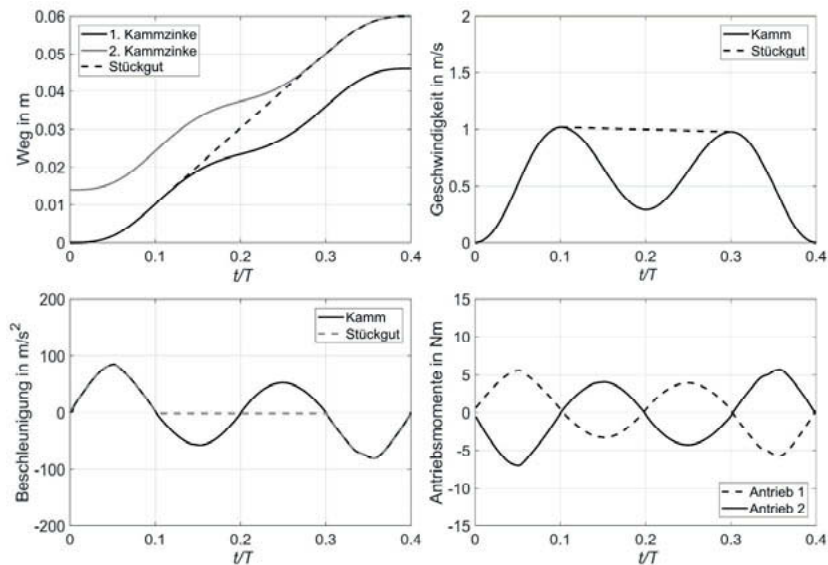 0.06
0.05
0.04
0.03
0.02
0.01
0
Weg in m
1. Kammzinke
2. Kammzinke
Stückgut
0 0.1 0.2 0.3 0.4
t/T
2
1.5
1
0.5
0
Geschwindigkeit in m/s
Kamm
Stückgut
0 0.1 0.2 0.3 0.4
t/T
200
100
0
-100
-200
Beschleunigung in m/s²
Kamm
Stückgut
0 0.1 0.2 0.3 0.4
t/T
15
10
5
0
-5
-10
-15
Antriebsmomente in Nm
Antrieb 1
Antrieb 2
0 0.1 0.2 0.3 0.4
t/T